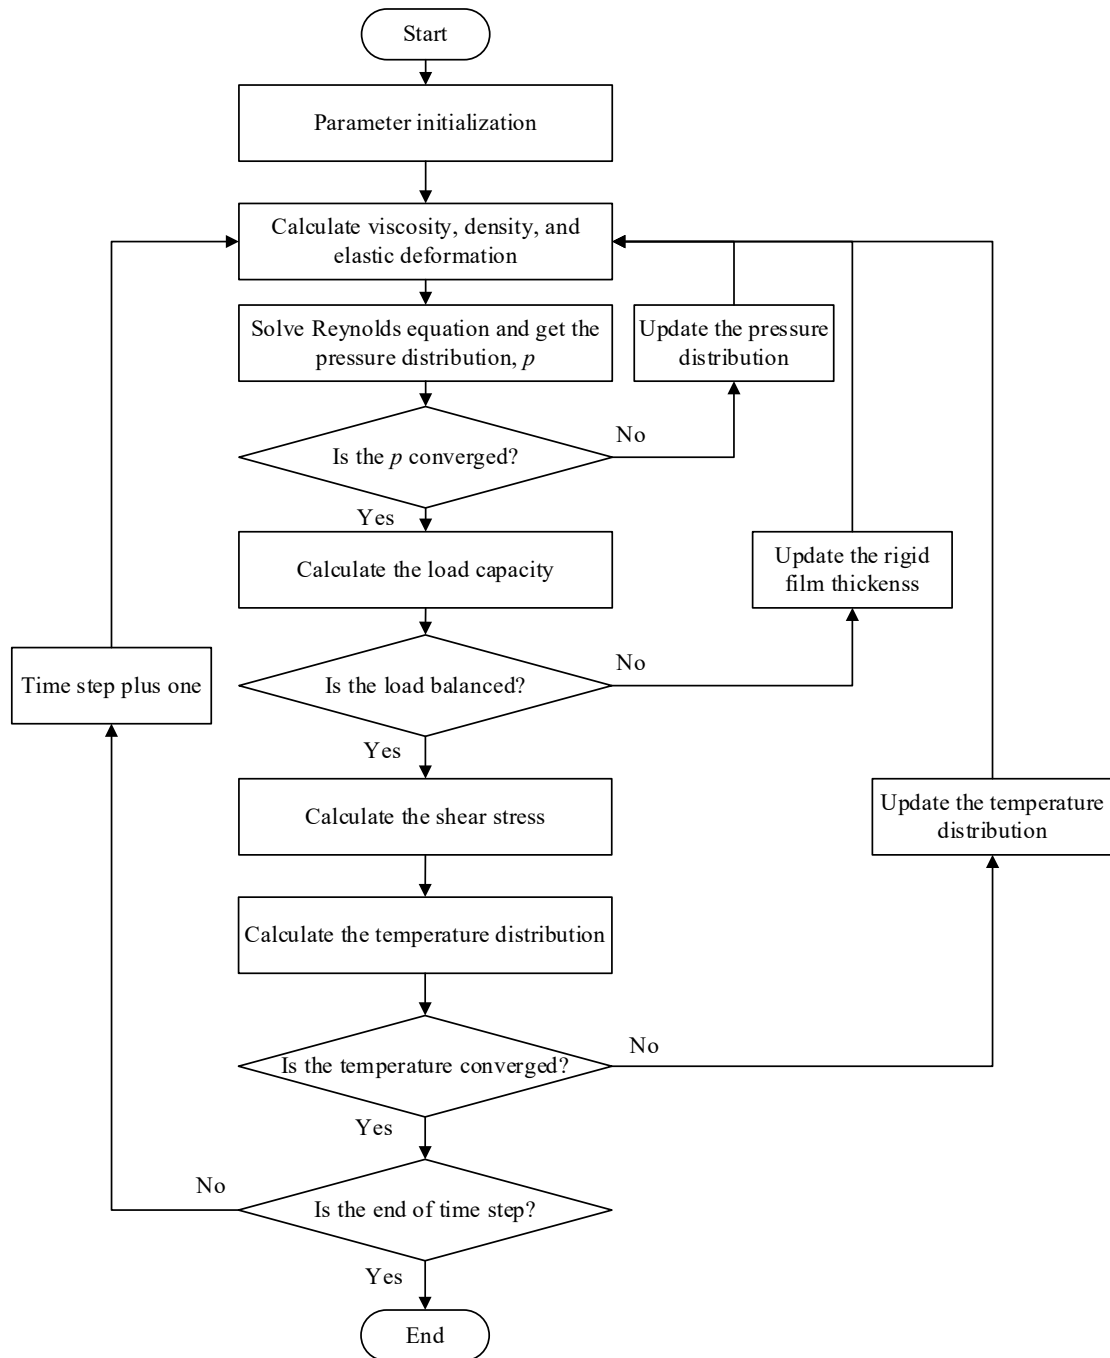 Start
Parameter initialization
Calculate viscosity, density, and
elastic deformation
Solve Reynolds equation and get the
pressure distribution, p
Update the pressure
distribution
No
Is the p converged?
Yes
Calculate the load capacity
Update the rigid
film thickenss
No
Time step plus one
Is the load balanced?
Yes
Calculate the shear stress
Update the temperature
distribution
Calculate the temperature distribution
No
Is the temperature converged?
Yes
No
Is the end of time step?
Yes
End